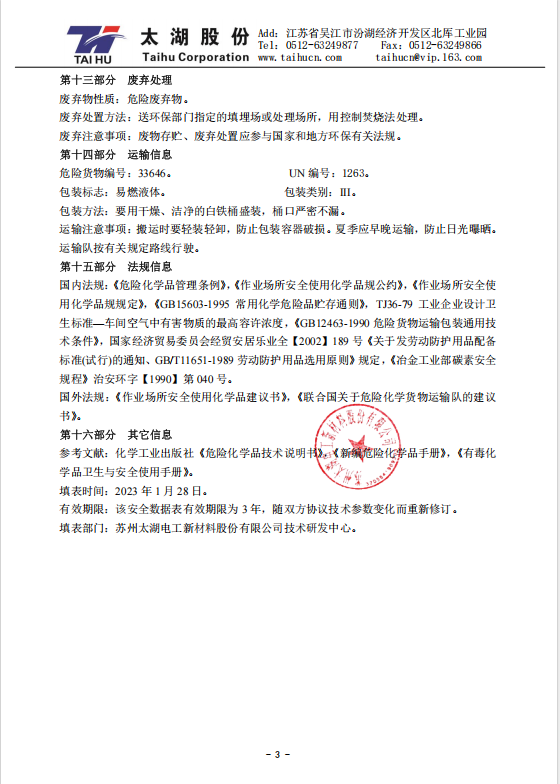 TAI HU
太湖股份
Taihu Corporation
Add: 江苏省吴江市汾湖经济开发区北厍工业园
Tel: 0512-63249877 Fax: 0512-63249866
www.taihucn.com taihucn@vip.163.com
第十三部分 废弃处理
废弃物性质：危险废弃物。
废弃处置方法：送环保部门指定的填埋场或处理场所，用控制焚烧法处理。
废弃注意事项：废物存贮、废弃处置应参与国家和地方环保有关法规。
第十四部分 运输信息
危险货物编号：33646。 UN 编号：1263。
包装标志：易燃液体。 包装类别：III。
包装方法：要用干燥、洁净的白铁桶盛装，桶口严密不漏。
运输注意事项：搬运时要轻装轻卸，防止包装容器破损。夏季应早晚运输，防止日光曝晒。
运输队按有关规定路线行驶。
第十五部分 法规信息
国内法规：《危险化学品管理条例》，《作业场所安全使用化学品规公约》，《作业场所安全使
用化学品规规定》，《GB15603-1995 常用化学危险品贮存通则》，TJ36-79 工业企业设计卫
生标准—车间空气中有害物质的最高容许浓度，《GB12463-1990 危险货物运输包装通用技
术条件》，国家经济贸易委员会经贸安居乐业全【2002】189 号《关于发劳动防护用品配备
标准(试行)的通知、GB/T11651-1989 劳动防护用品选用原则》规定，《冶金工业部碳素安全
规程》治安环字【1990】第 040 号。
国外法规：《作业场所安全使用化学品建议书》，《联合国关于危险化学货物运输队的建议
书》。
第十六部分 其它信息
参考文献：化学工业出版社《危险化学品技术说明书》，《新编危险化学品手册》，《有毒化
学品卫生与安全使用手册》。
填表时间：2023 年 1 月 28 日。
有效期限：该安全数据表有效期限为 3 年，随双方协议技术参数变化而重新修订。
填表部门：苏州太湖电工新材料股份有限公司技术研发中心。
- 3 -